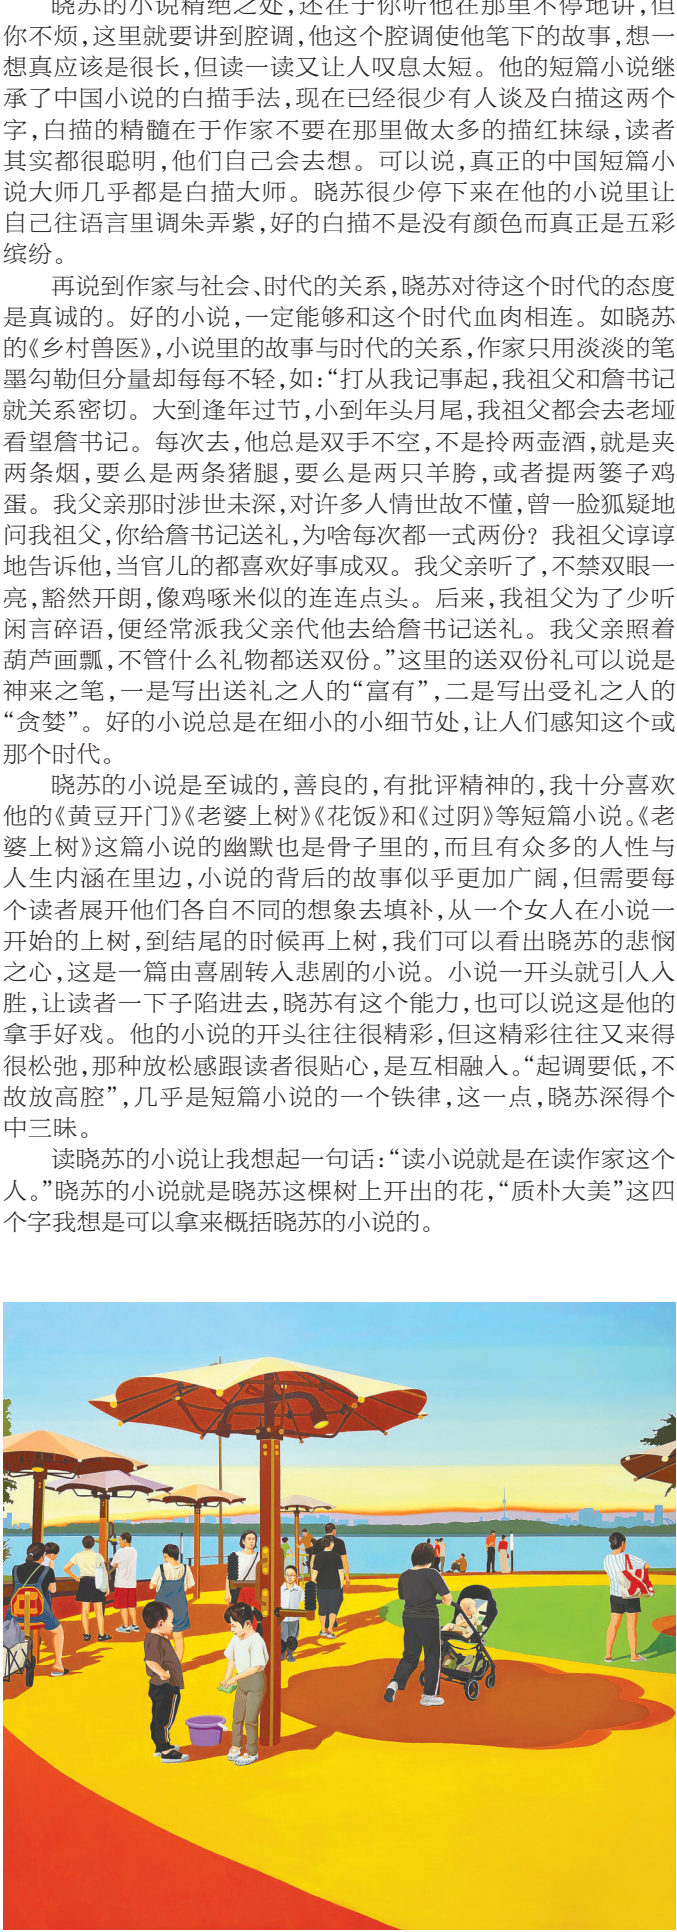 晓苏的小说精绝之处,还在于你听他在那里不停地讲,但
你不烦,这里就要讲到腔调,他这个腔调使他笔下的故事,想一
想真应该是很长,但读一读又让人叹息太短。他的短篇小说继
承了中国小说的白描手法,现在已经很少有人谈及白描这两个
字,白描的精髓在于作家不要在那里做太多的描红抹绿,读者
其实都很聪明,他们自己会去想。可以说,真正的中国短篇小
说大师几乎都是白描大师。晓苏很少停下来在他的小说里让
自己往语言里调朱弄紫,好的白描不是没有颜色而真正是五彩
缤纷。
再说到作家与社会、时代的关系,晓苏对待这个时代的态度
是真诚的。好的小说,一定能够和这个时代血肉相连。如晓苏
的《乡村兽医》,小说里的故事与时代的关系,作家只用淡淡的笔
墨勾勒但分量却每每不轻,如:“打从我记事起,我祖父和詹书记
就关系密切。大到逢年过节,小到年头月尾,我祖父都会去老垭
看望詹书记。每次去,他总是双手不空,不是拎两壶酒,就是夹
两条烟,要么是两条猪腿,要么是两只羊胯,或者提两篓子鸡
蛋。我父亲那时涉世未深,对许多人情世故不懂,曾一脸狐疑地
问我祖父,你给詹书记送礼,为啥每次都一式两份?我祖父谆谆
地告诉他,当官儿的都喜欢好事成双。我父亲听了,不禁双眼一
亮,豁然开朗,像鸡啄米似的连连点头。后来,我祖父为了少听
闲言碎语,便经常派我父亲代他去给詹书记送礼。我父亲照着
葫芦画瓢,不管什么礼物都送双份。”这里的送双份礼可以说是
神来之笔,一是写出送礼之人的“富有”,二是写出受礼之人的
“贪婪”。好的小说总是在细小的小细节处,让人们感知这个或
那个时代。
晓苏的小说是至诚的,善良的,有批评精神的,我十分喜欢
他的《黄豆开门》《老婆上树》《花饭》和《过阴》等短篇小说。《老
婆上树》这篇小说的幽默也是骨子里的,而且有众多的人性与
人生内涵在里边,小说的背后的故事似乎更加广阔,但需要每
个读者展开他们各自不同的想象去填补,从一个女人在小说一
开始的上树,到结尾的时候再上树,我们可以看出晓苏的悲悯
之心,这是一篇由喜剧转入悲剧的小说。小说一开头就引人入
胜,让读者一下子陷进去,晓苏有这个能力,也可以说这是他的
拿手好戏。他的小说的开头往往很精彩,但这精彩往往又来得
很松弛,那种放松感跟读者很贴心,是互相融入。“起调要低,不
故放高腔”,几乎是短篇小说的一个铁律,这一点,晓苏深得个
中三昧。
读晓苏的小说让我想起一句话:“读小说就是在读作家这个
人。”晓苏的小说就是晓苏这棵树上开出的花,“质朴大美”这四
个字我想是可以拿来概括晓苏的小说的。